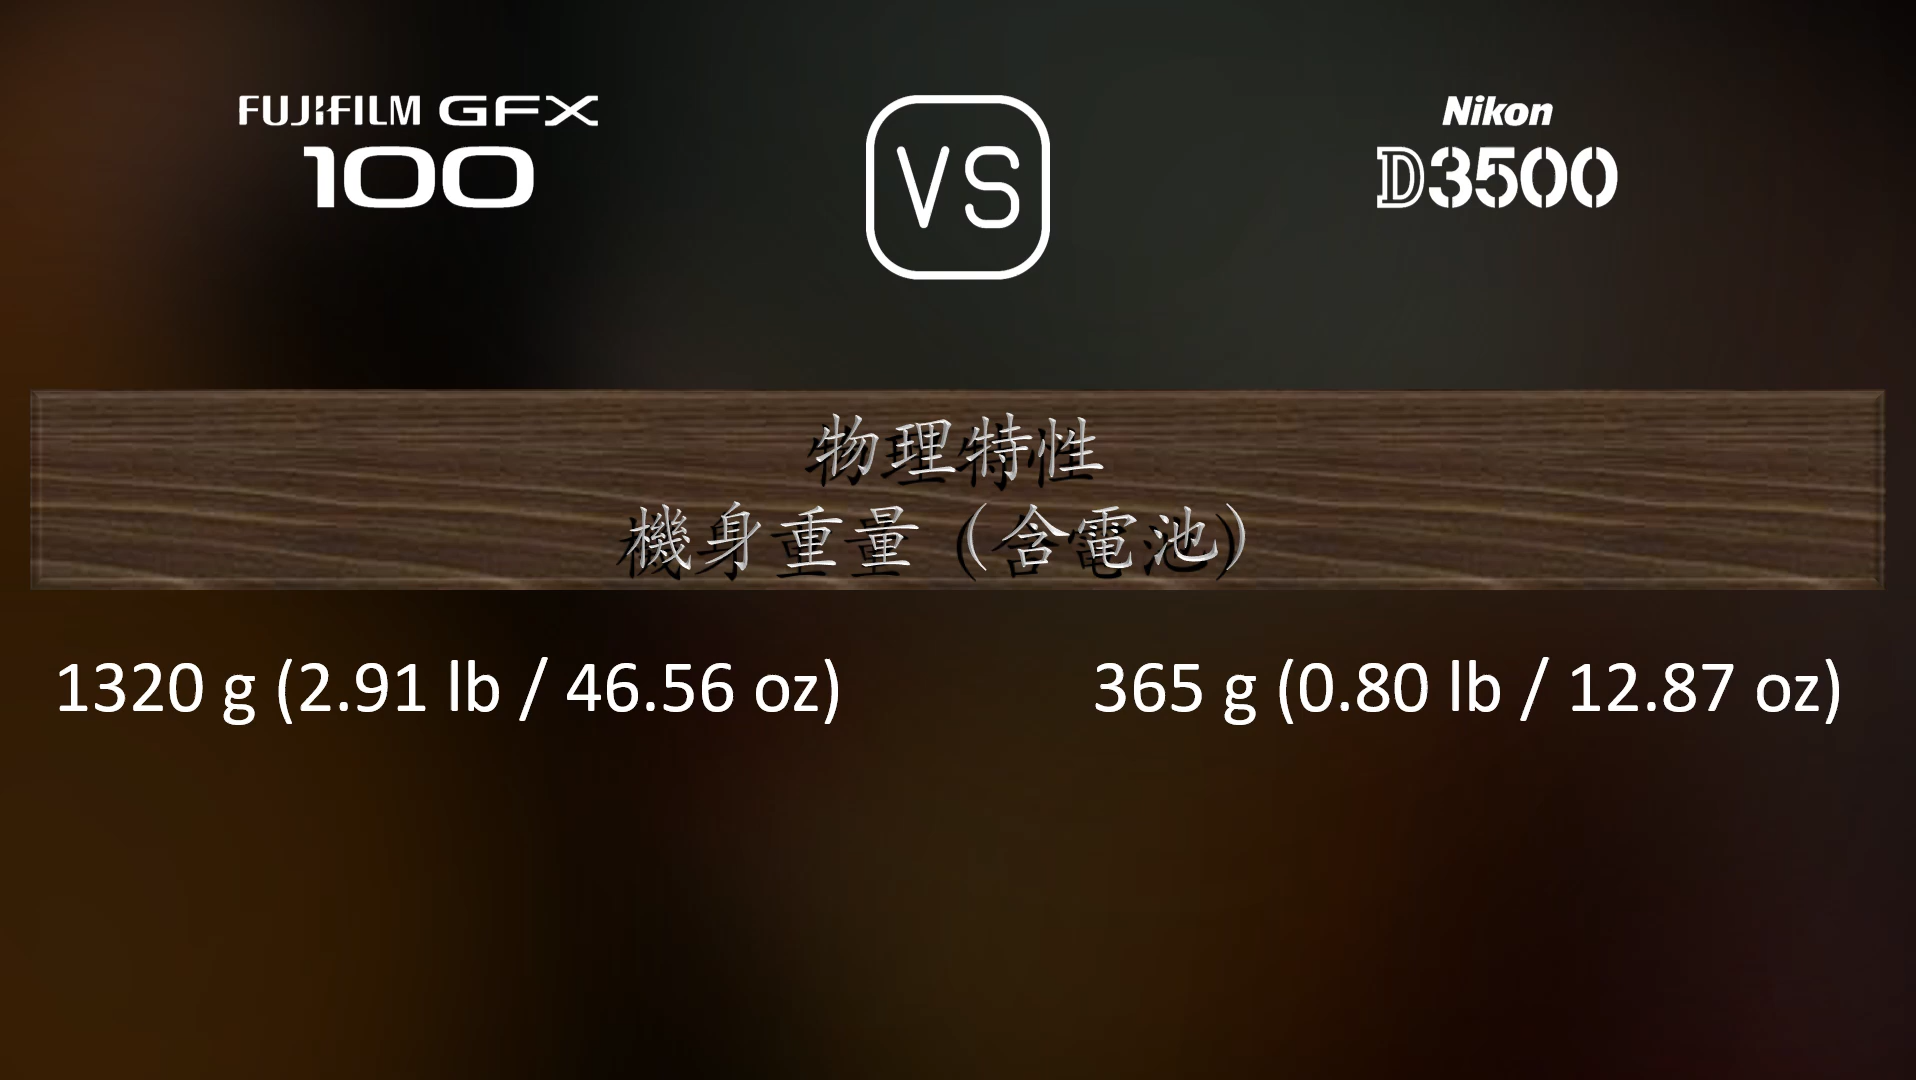 FUJIFILM GFX
100
VS
Nikon
D3500
物理特性
機身重量（含電池）
1320 g (2.91 lb / 46.56 oz)
365 g (0.80 lb / 12.87 oz)